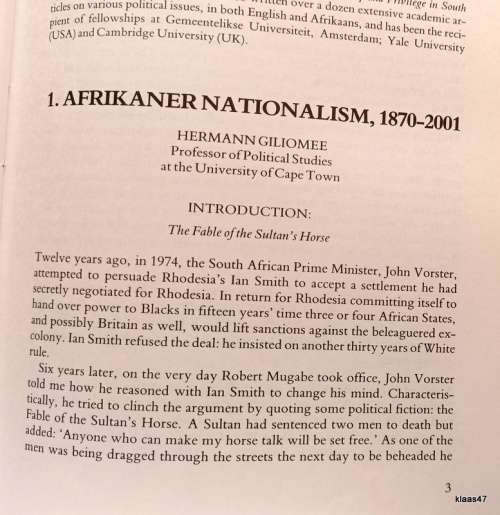 Privilege in South
ticles on various political issues, in both English and Afrikaans, and has been the reci-
pient of fellowships at Gemeentelikse Universiteit, Amsterdam; Yale University
(USA) and Cambridge University (UK).
1. AFRIKANER NATIONALISM, 1870–2001
HERMANN GILIOMEE
Professor of Political Studies
at the University of Cape Town
INTRODUCTION:
The Fable of the Sultan's Horse
Twelve years ago, in 1974, the South African Prime Minister, John Vorster,
attempted to persuade Rhodesia's Ian Smith to accept a settlement he had
secretly negotiated for Rhodesia. In return for Rhodesia committing itself to
hand over power to Blacks in fifteen years' time three or four African States,
and possibly Britain as well, would lift sanctions against the beleaguered ex-
colony. Ian Smith refused the deal: he insisted on another thirty years of White
rule.
Six years later, on the very day Robert Mugabe took office, John Vorster
told me how he reasoned with Ian Smith to change his mind. Characteris-
tically, he tried to clinch the argument by quoting some political fiction: the
Fable of the Sultan's Horse. A Sultan had sentenced two men to death but
added: 'Anyone who can make my horse talk will be set free.' As one of the
men was being dragged through the streets the next day to be beheaded he
3
klaas47